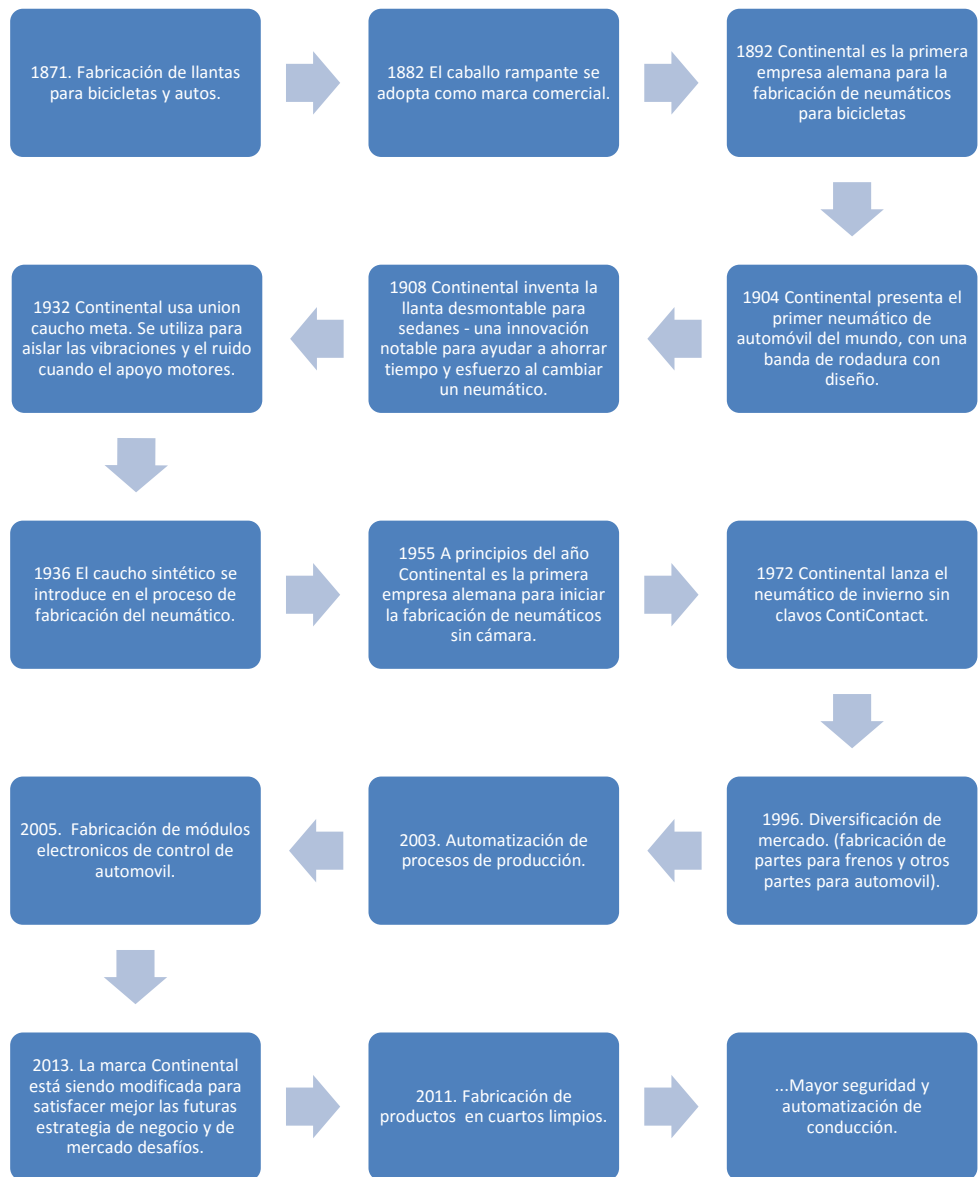 1871. Fabricación de llantas
para bicicletas y autos.
1882 El caballo rampante se
adopta como marca comercial.
1892 Continental es la primera
empresa alemana para la
fabricación de neumáticos
para bicicletas
1904 Continental presenta el
primer neumático de
automóvil del mundo, con una
banda de rodadura con
diseño.
1908 Continental inventa la
llanta desmontable para
sedanes - una innovación
notable para ayudar a ahorrar
tiempo y esfuerzo al cambiar
un neumático.
1932 Continental usa union
caucho meta. Se utiliza para
aislar las vibraciones y el ruido
cuando el apoyo motores.
1936 El caucho sintético se
introduce en el proceso de
fabricación del neumático.
1955 A principios del año
Continental es la primera
empresa alemana para iniciar
la fabricación de neumáticos
sin cámara.
1972 Continental lanza el
neumático de invierno sin
clavos ContiContact.
1996. Diversificación de
mercado. (fabricación de
partes para frenos y otros
partes para automovil).
2003. Automatización de
procesos de producción.
2005.  Fabricación de módulos
electronicos de control de
automovil.
2013. La marca Continental
está siendo modificada para
satisfacer mejor las futuras
estrategia de negocio y de
mercado desafíos.
2011. Fabricación de
productos  en cuartos limpios.
...Mayor seguridad y
automatización de
conducción.